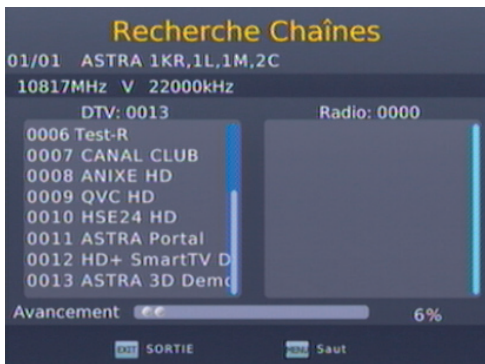 Recherche Chaînes
01/01 ASTRA 1KR,1L,1M,2C
10817MHz V 22000kHz
DTV: 0013 Radio: 0000
0006 Test-R
0007 CANAL CLUB
0008 ANIXE HD
0009 QVC HD
0010 HSE24 HD
0011 ASTRA Portal
0012 HD+ SmartTV D
0013 ASTRA 3D Demo
Avancement 6%
EXIT SORTIE MENU Saut